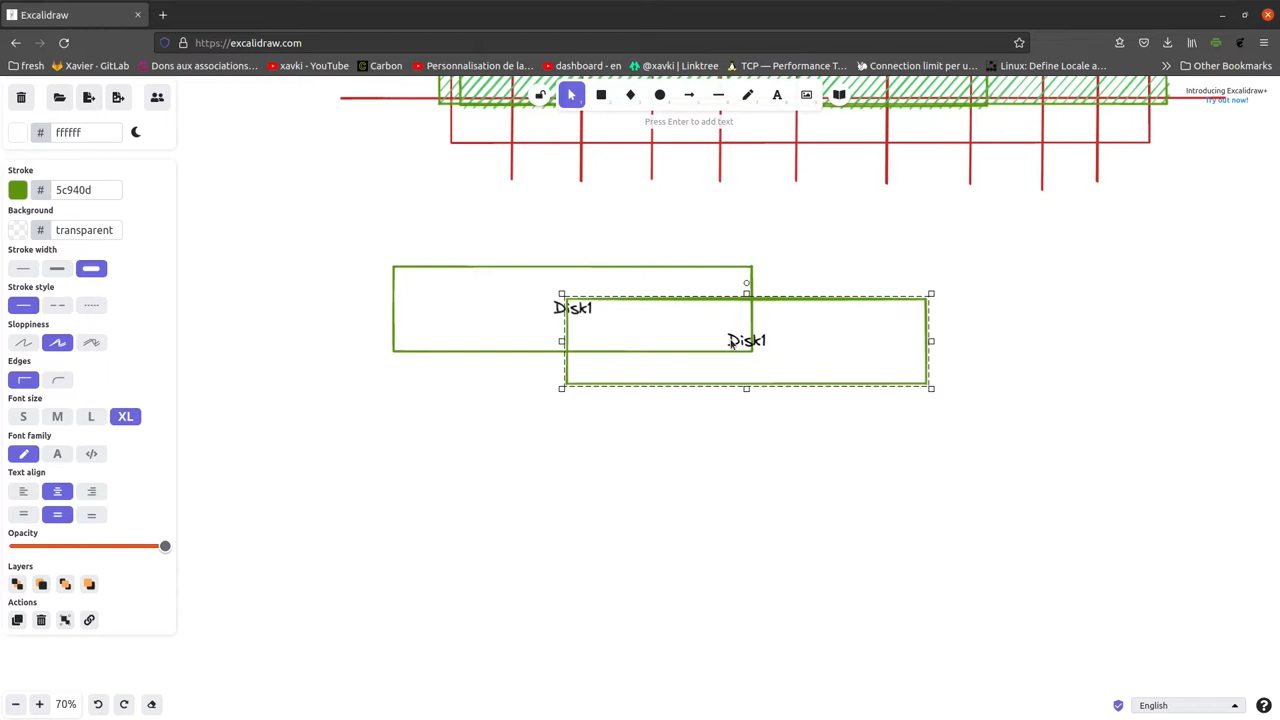 Excalidraw
https://excalidraw.com
fresh
Xavier · GitLab
Dons aux associations…
xavki - YouTube
Carbon
Personnalisation de la…
dashboard - en
@xavki | Linktree
TCP — Performance T…
Connection limit per u…
Linux: Define Locale a…
Other Bookmarks
Introducing Excalidraw+
Try out now!
Press Enter to add text
# ffffff
Stroke
# 5c940d
Background
# transparent
Stroke width
Stroke style
Sloppiness
Edges
Font size
S M L XL
Font family
A
Text align
Opacity
Layers
Actions
Disk1
Disk1
70%
English